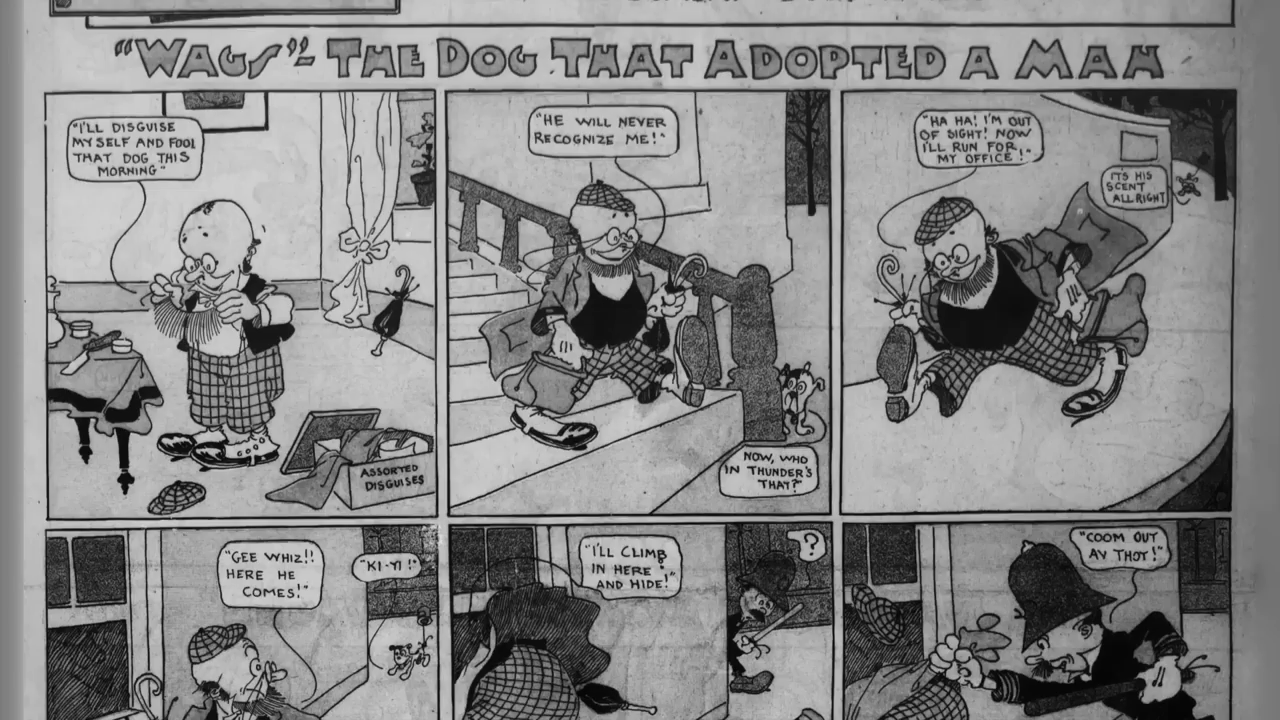 "WAGS"- THE DOG THAT ADOPTED A MAN
"I'LL DISGUISE
MYSELF AND FOOL
THAT DOG THIS
MORNING"
ASSORTED
DISGUISES
"HE WILL NEVER
RECOGNIZE ME!"
NOW, WHO
IN THUNDER'S
THAT?"
"HA HA! I'M OUT
OF SIGHT! NOW
I'LL RUN FOR
MY OFFICE!"
IT'S HIS
SCENT
ALL RIGHT
"GEE WHIZ!!
HERE HE
COMES!"
"KI-YI!"
"I'LL CLIMB
IN HERE
AND HIDE!"
?
"COOM OUT
AV THOT!"